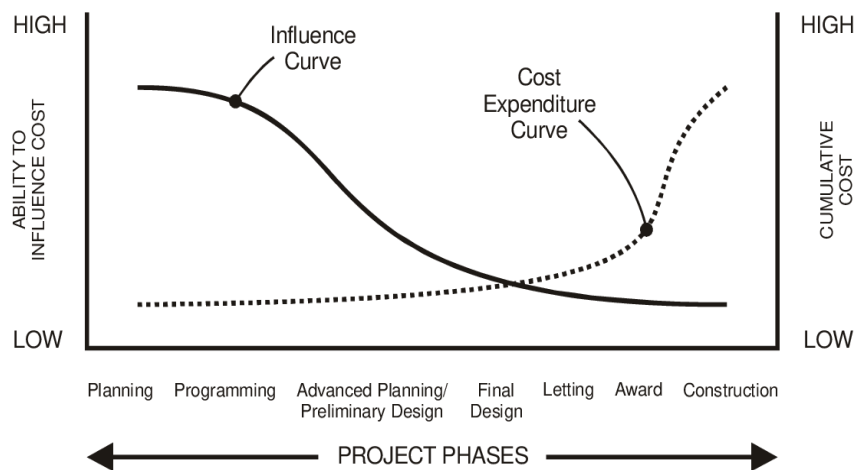 HIGH
HIGH
Influence
Curve
Cost
Expenditure
Curve
ABILITY TO
INFLUENCE COST
CUMULATIVE
COST
LOW
LOW
Planning
Programming
Advanced Planning/
Preliminary Design
Final
Design
Letting
Award
Construction
PROJECT PHASES